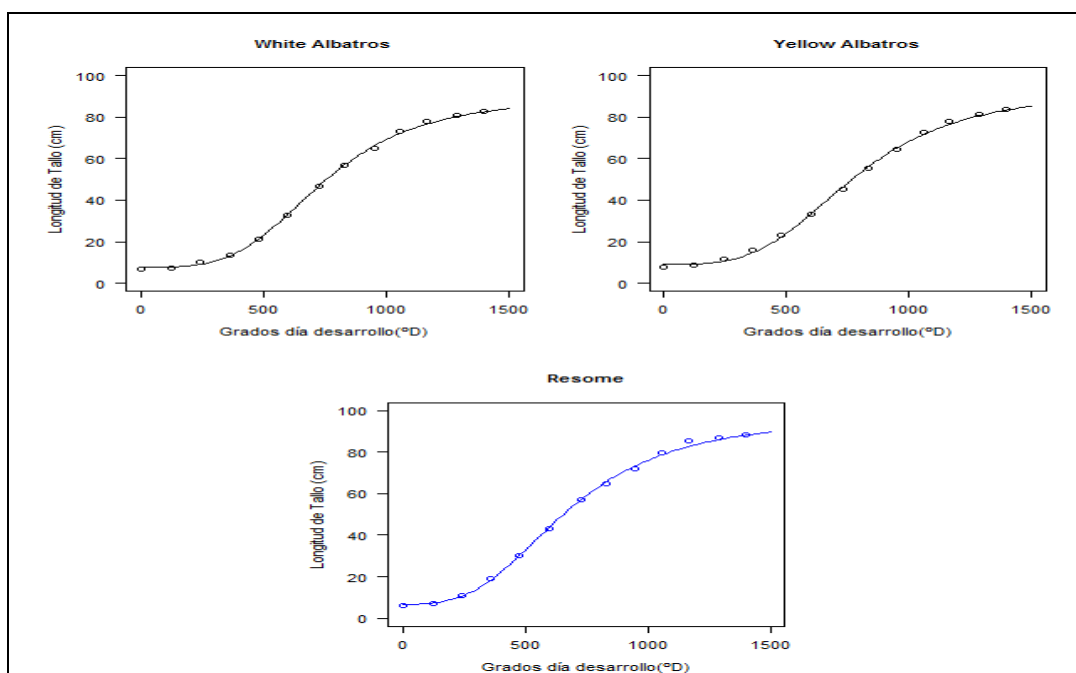 White Albatros
100
80
60
40
20
0
Longitud de Tallo (cm)
0 500 1000 1500
Grados día desarrollo(ºD)
Yellow Albatros
100
80
60
40
20
0
Longitud de Tallo (cm)
0 500 1000 1500
Grados día desarrollo(ºD)
Resome
100
80
60
40
20
0
Longitud de Tallo (cm)
0 500 1000 1500
Grados día desarrollo(ºD)